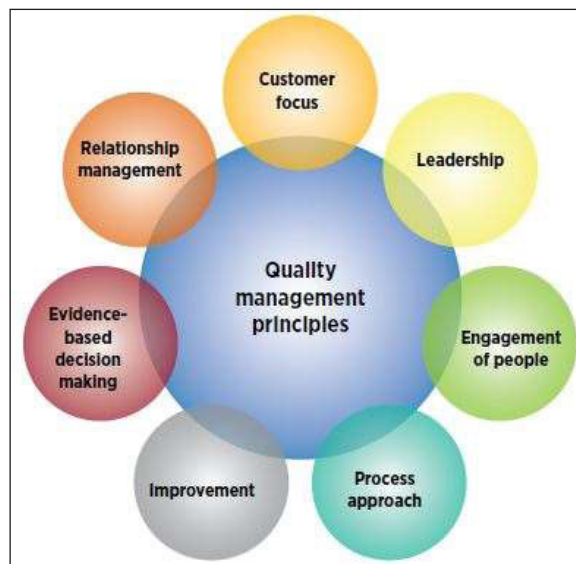 Customer
focus
Relationship
management
Leadership
Quality
management
principles
Evidence-
based
decision
making
Engagement
of people
Improvement
Process
approach